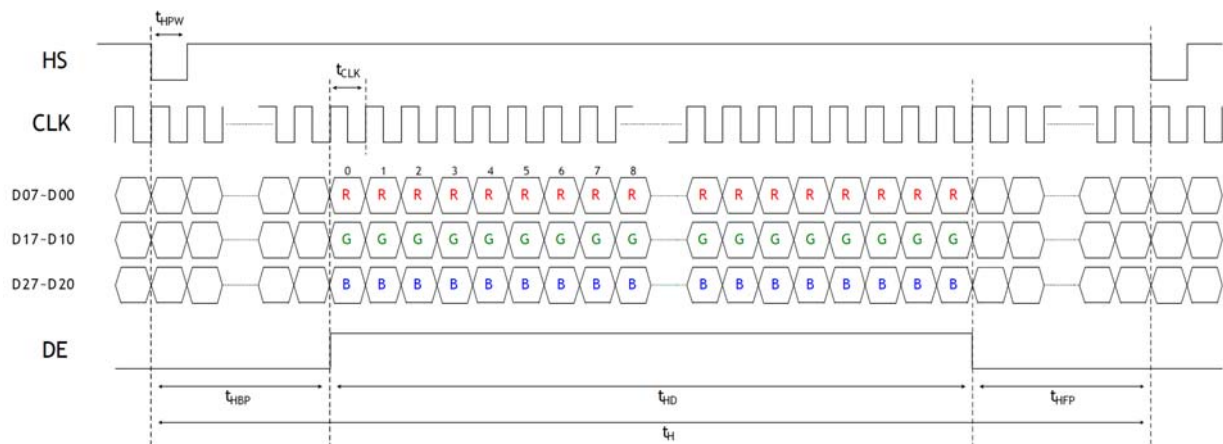 tHPW
HS
tCLK
CLK
0 1 2 3 4 5 6 7 8
D07~D00 R R R R R R R R R R R R R R R R R
D17~D10 G G G G G G G G G G G G G G G G G
D27~D20 B B B B B B B B B B B B B B B B B
DE
tHBP tHD tHFP
tH